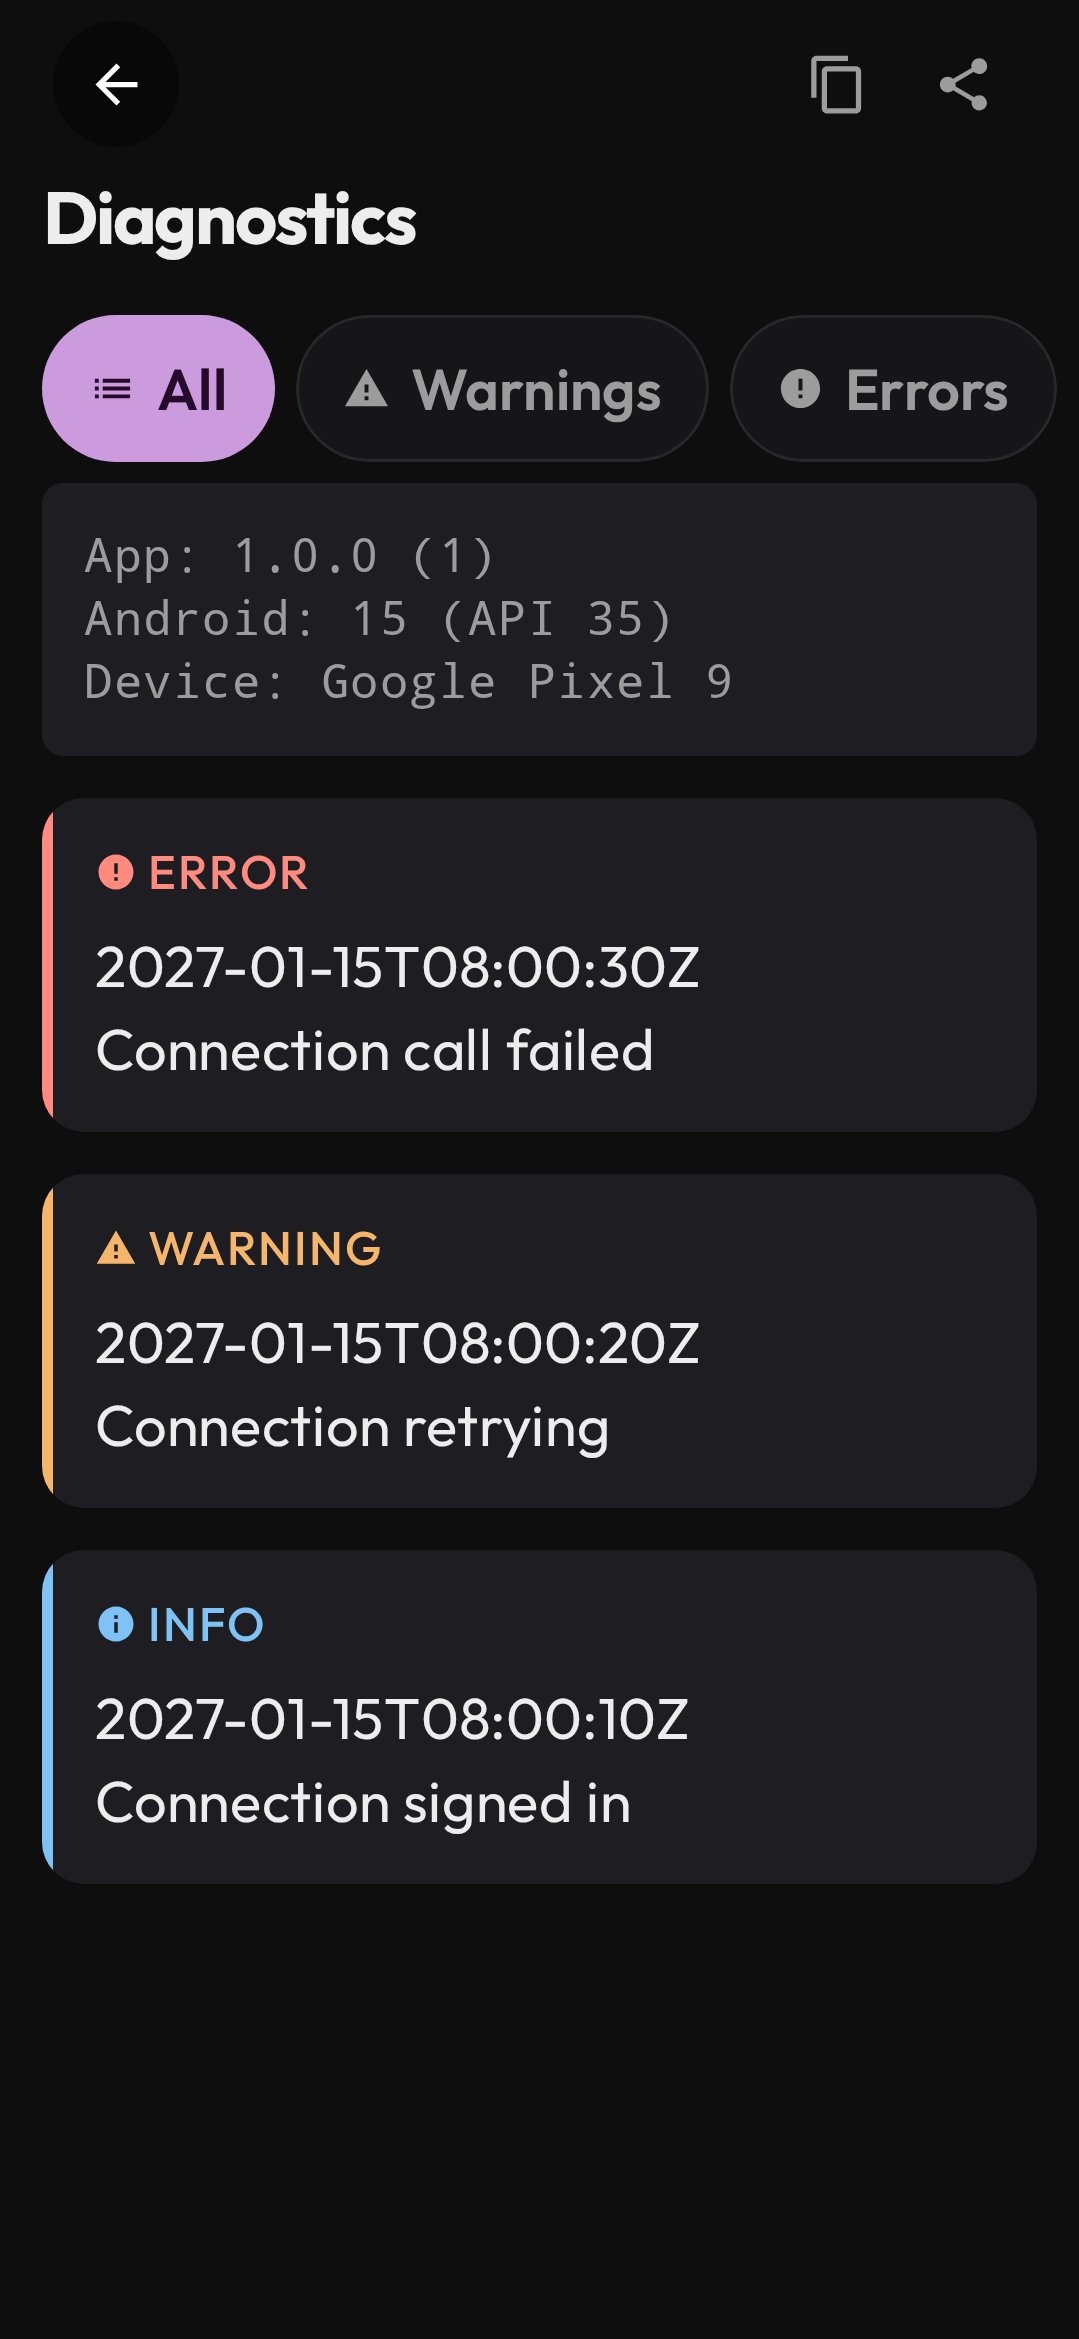 Diagnostics
All
Warnings
Errors
App: 1.0.0 (1)
Android: 15 (API 35)
Device: Google Pixel 9
ERROR
2027-01-15T08:00:30Z
Connection call failed
WARNING
2027-01-15T08:00:20Z
Connection retrying
INFO
2027-01-15T08:00:10Z
Connection signed in